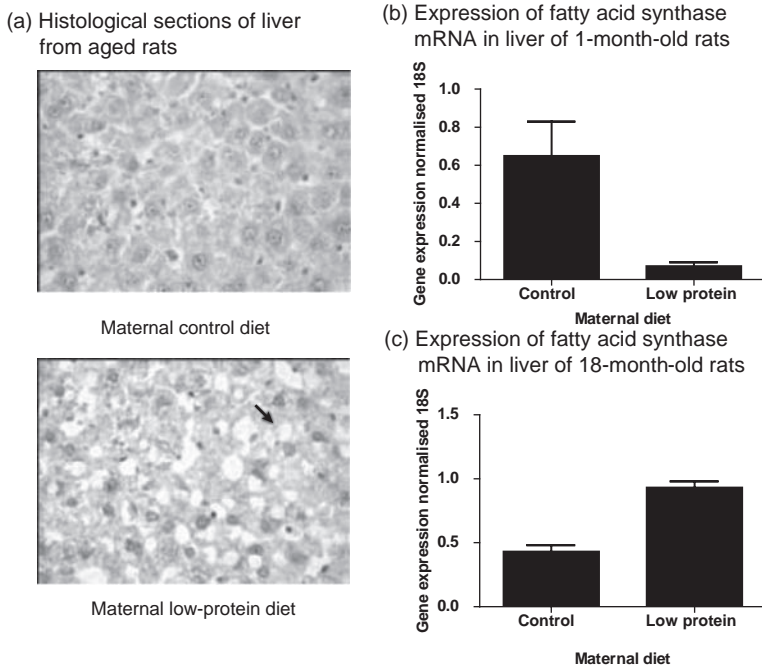 (a) Histological sections of liver
from aged rats
Maternal control diet
Maternal low-protein diet
(b) Expression of fatty acid synthase
mRNA in liver of 1-month-old rats
Gene expression normalised 18S
1.0
0.8
0.6
0.4
0.2
0.0
Control Low protein
Maternal diet
(c) Expression of fatty acid synthase
mRNA in liver of 18-month-old rats
Gene expression normalised 18S
1.5
1.0
0.5
0.0
Control Low protein
Maternal diet